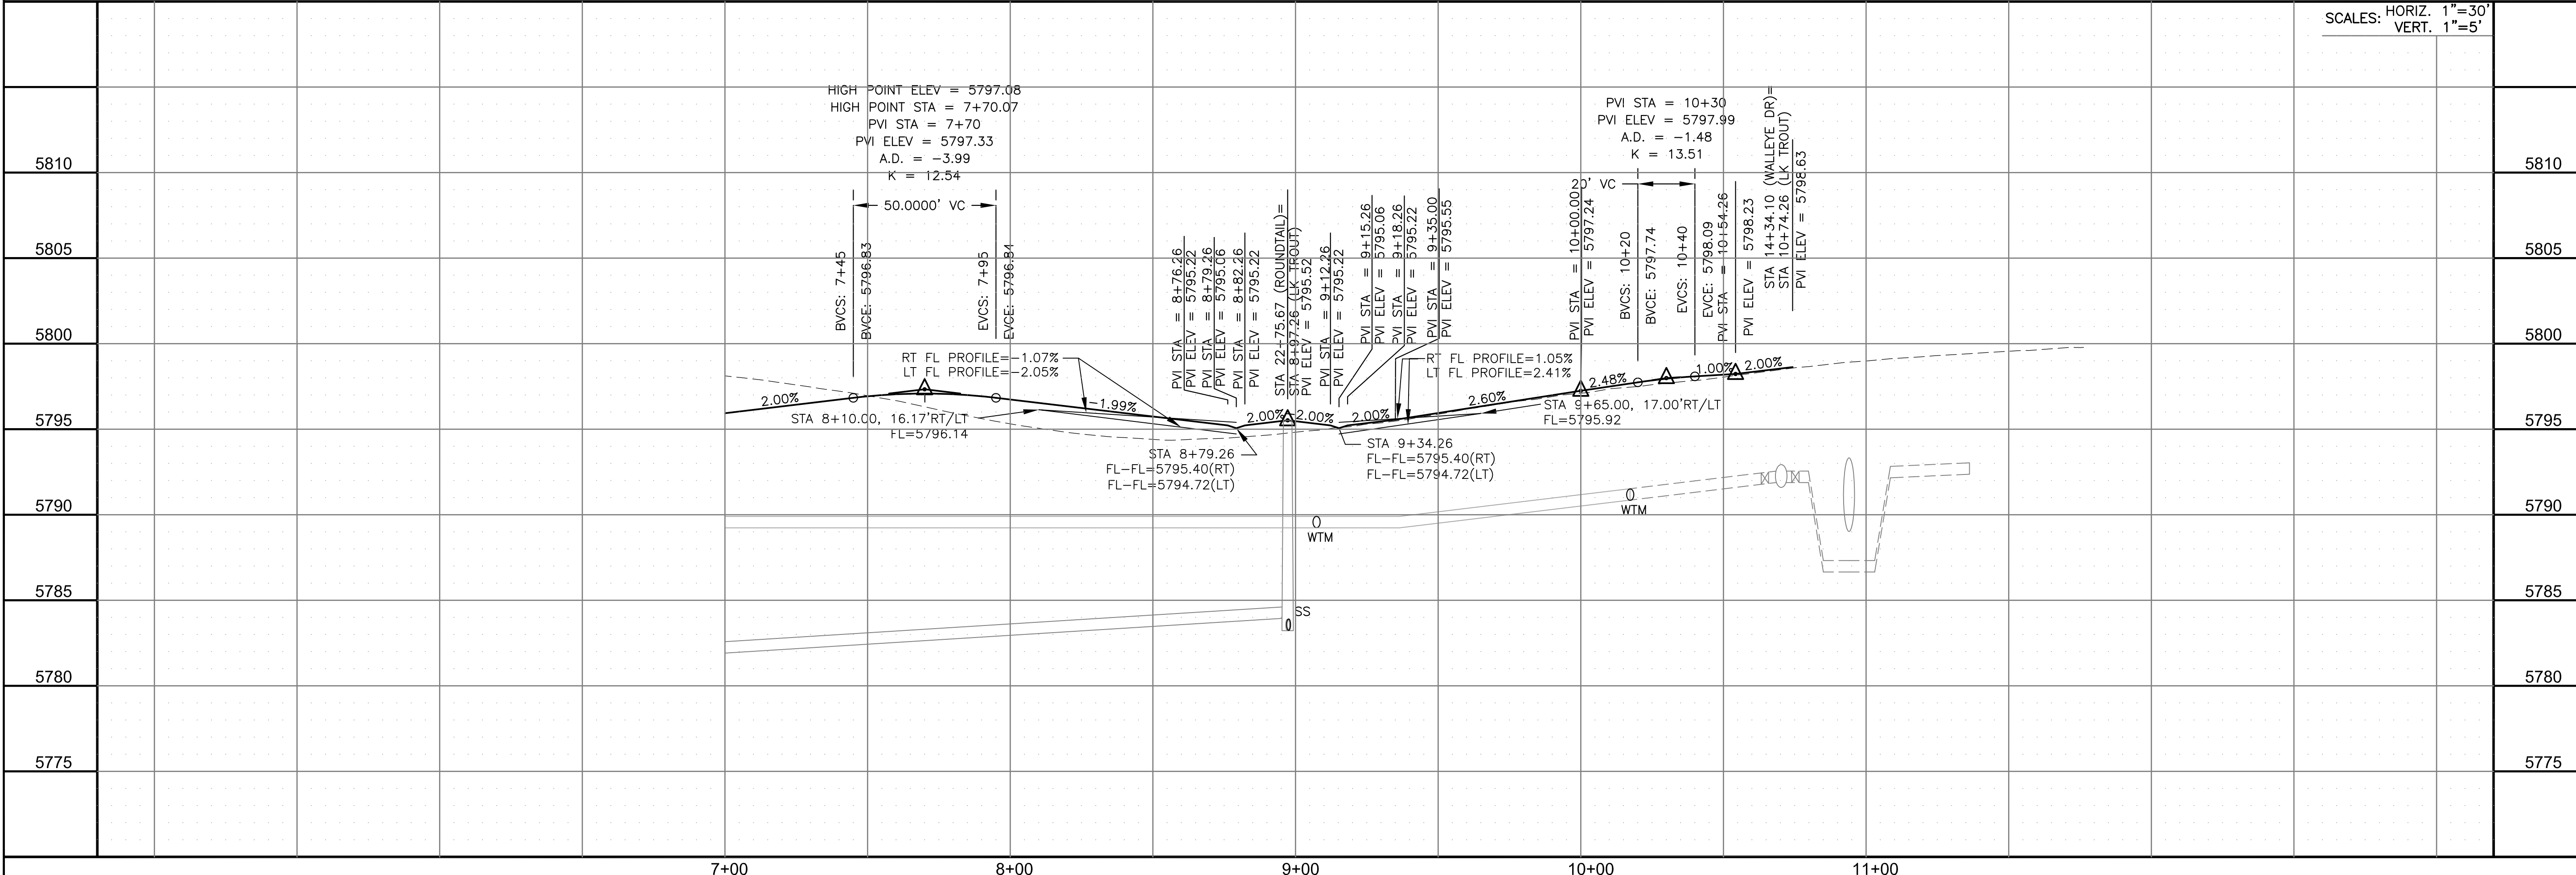 SCALES: HORIZ. 1"=30'
VERT. 1"=5'
HIGH POINT ELEV = 5797.08
HIGH POINT STA = 7+70.07
PVI STA = 7+70
PVI ELEV = 5797.33
A.D. = -3.99
K = 12.54
50.0000' VC
BVCS: 7+45
BVCE: 5796.83
EVCS: 7+95
EVCE: 5796.84
PVI STA = 8+76.26
PVI ELEV = 5795.22
PVI STA = 8+79.26
PVI ELEV = 5795.06
PVI STA = 8+82.26
PVI ELEV = 5795.22
STA 22+75.67 (ROUNDTAIL)=
STA 8+97.26 (LK TROUT)
PVI ELEV = 5795.52
PVI STA = 9+12.26
PVI ELEV = 5795.22
PVI STA = 9+15.26
PVI ELEV = 5795.06
PVI STA = 9+18.26
PVI ELEV = 5795.22
PVI STA = 9+35.00
PVI ELEV = 5795.55
PVI STA = 10+00.00
PVI ELEV = 5797.24
PVI STA = 10+30
PVI ELEV = 5797.99
A.D. = -1.48
K = 13.51
20' VC
BVCS: 10+20
BVCE: 5797.74
EVCS: 10+40
EVCE: 5798.09
PVI STA = 10+54.26
PVI ELEV = 5798.23
STA 14+34.10 (WALLEYE DR)=
STA 10+74.26 (LK TROUT)
PVI ELEV = 5798.63
RT FL PROFILE=-1.07%
LT FL PROFILE=-2.05%
RT FL PROFILE=1.05%
LT FL PROFILE=2.41%
2.00%
-1.99%
2.00%
-2.00%
2.00%
2.60%
2.48%
1.00%
2.00%
STA 8+10.00, 16.17'RT/LT
FL=5796.14
STA 8+79.26
FL-FL=5795.40(RT)
FL-FL=5794.72(LT)
STA 9+34.26
FL-FL=5795.40(RT)
FL-FL=5794.72(LT)
STA 9+65.00, 17.00'RT/LT
FL=5795.92
WTM
WTM
SS
5810
5805
5800
5795
5790
5785
5780
5775
5810
5805
5800
5795
5790
5785
5780
5775
7+00
8+00
9+00
10+00
11+00